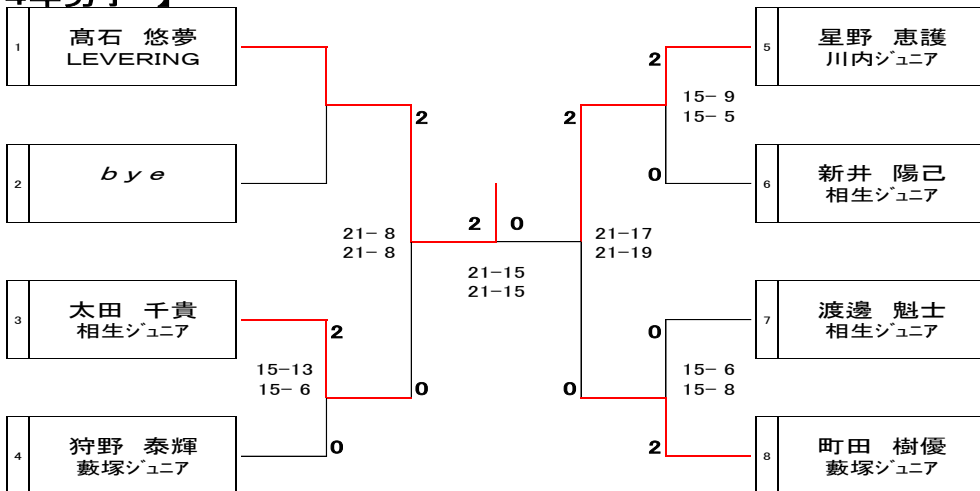 4年男子 】
1
髙石 悠夢
LEVERING
2
bye
3
太田 千貴
相生ジュニア
4
狩野 泰輝
藪塚ジュニア
2
0
15-13
15- 6
2
0
21- 8
21- 8
2 0
21-15
21-15
2
0
21-17
21-19
2
0
15- 9
15- 5
0
2
15- 6
15- 8
5
星野 恵護
川内ジュニア
6
新井 陽己
相生ジュニア
7
渡邊 魁士
相生ジュニア
8
町田 樹優
藪塚ジュニア